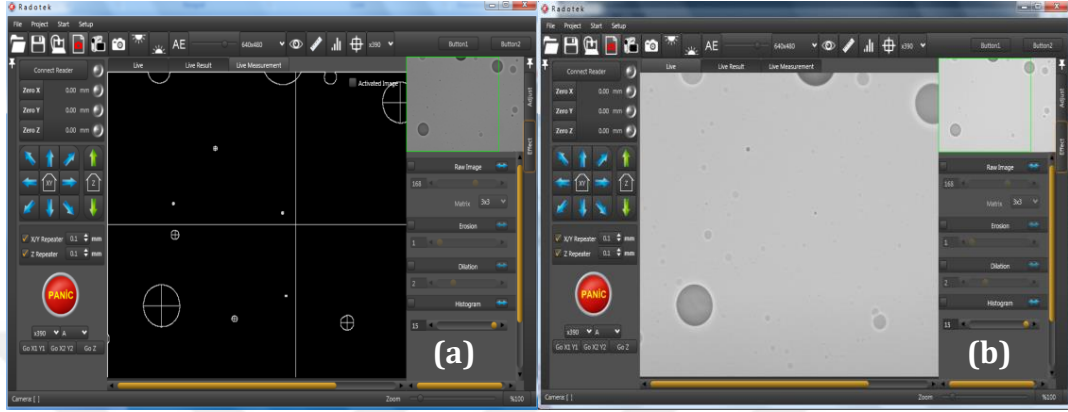 Radotek
File Project Start Setup
AE 640x480 x390 Button1 Button2
Connect Reader
Live Live Result Live Measurement
Activated Image
Adjust
Effect
Zero X 0.00 mm
Zero Y 0.00 mm
Zero Z 0.00 mm
XY Z
X/Y Repeater 0.1 mm
Z Repeater 0.1 mm
PANİC
x390 A
Go X1 Y1 Go X2 Y2 Go Z
Raw Image
168
Matrix 3x3
Erosion
1
Dilation
2
Histogram
15
(a)
Camera [ ] Zoom %100
Radotek
File Project Start Setup
AE 640x480 x390 Button1 Button2
Connect Reader
Live Live Result Live Measurement
Adjust
Effect
Zero X 0.00 mm
Zero Y 0.00 mm
Zero Z 0.00 mm
XY Z
X/Y Repeater 0.1 mm
Z Repeater 0.1 mm
PANİC
x390 A
Go X1 Y1 Go X2 Y2 Go Z
Raw Image
168
Matrix 3x3
Erosion
1
Dilation
2
Histogram
15
(b)
Camera [ ] Zoom %100